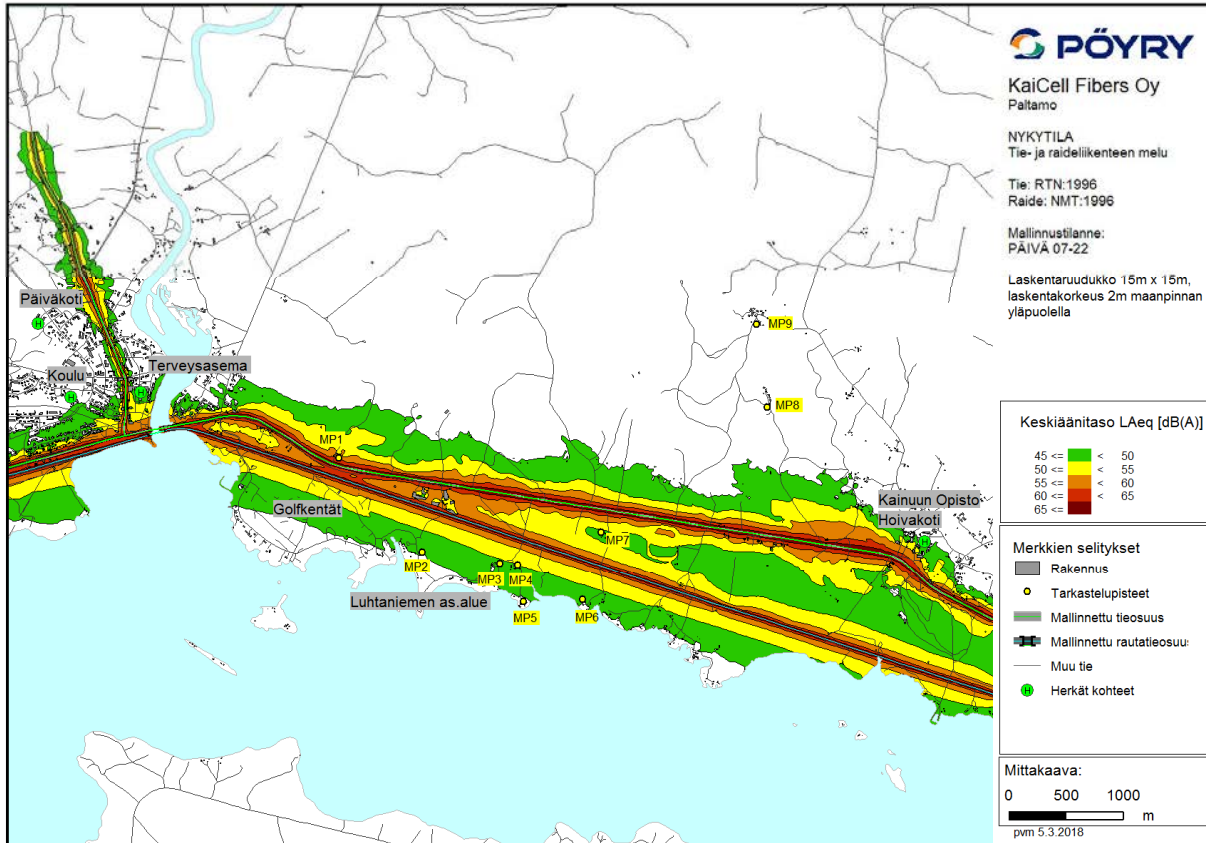 PÖYRY
KaiCell Fibers Oy
Paltamo
NYKYTILA
Tie- ja raideliikenteen melu
Tie: RTN:1996
Raide: NMT:1996
Mallinnustilanne:
PÄIVÄ 07-22
Laskentaruudukko 15m x 15m,
laskentakorkeus 2m maanpinnan
yläpuolella
Päiväkoti
H
Koulu
H
Terveysasema
H
MP1
Golfkentät
MP2
Luhtaniemen as.alue
MP3
MP4
MP5
MP6
MP7
MP8
MP9
Kainuun Opisto
Hoivakoti
H
Keskiäänitaso LAeq [dB(A)]
45 <= < 50
50 <= < 55
55 <= < 60
60 <= < 65
65 <=
Merkkien selitykset
Rakennus
Tarkastelupisteet
Mallinnettu tieosuus
Mallinnettu rautatieosuus
Muu tie
H Herkät kohteet
Mittakaava:
0 500 1000
m
pvm 5.3.2018